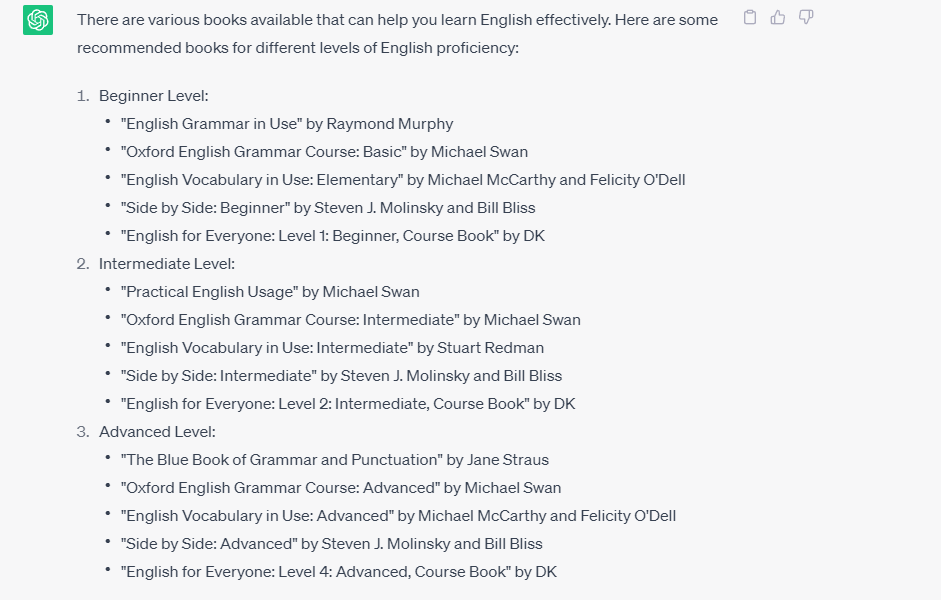 There are various books available that can help you learn English effectively. Here are some
recommended books for different levels of English proficiency:
1. Beginner Level:
• "English Grammar in Use" by Raymond Murphy
• "Oxford English Grammar Course: Basic" by Michael Swan
• "English Vocabulary in Use: Elementary" by Michael McCarthy and Felicity O'Dell
• "Side by Side: Beginner" by Steven J. Molinsky and Bill Bliss
• "English for Everyone: Level 1: Beginner, Course Book" by DK
2. Intermediate Level:
• "Practical English Usage" by Michael Swan
• "Oxford English Grammar Course: Intermediate" by Michael Swan
• "English Vocabulary in Use: Intermediate" by Stuart Redman
• "Side by Side: Intermediate" by Steven J. Molinsky and Bill Bliss
• "English for Everyone: Level 2: Intermediate, Course Book" by DK
3. Advanced Level:
• "The Blue Book of Grammar and Punctuation" by Jane Straus
• "Oxford English Grammar Course: Advanced" by Michael Swan
• "English Vocabulary in Use: Advanced" by Michael McCarthy and Felicity O'Dell
• "Side by Side: Advanced" by Steven J. Molinsky and Bill Bliss
• "English for Everyone: Level 4: Advanced, Course Book" by DK